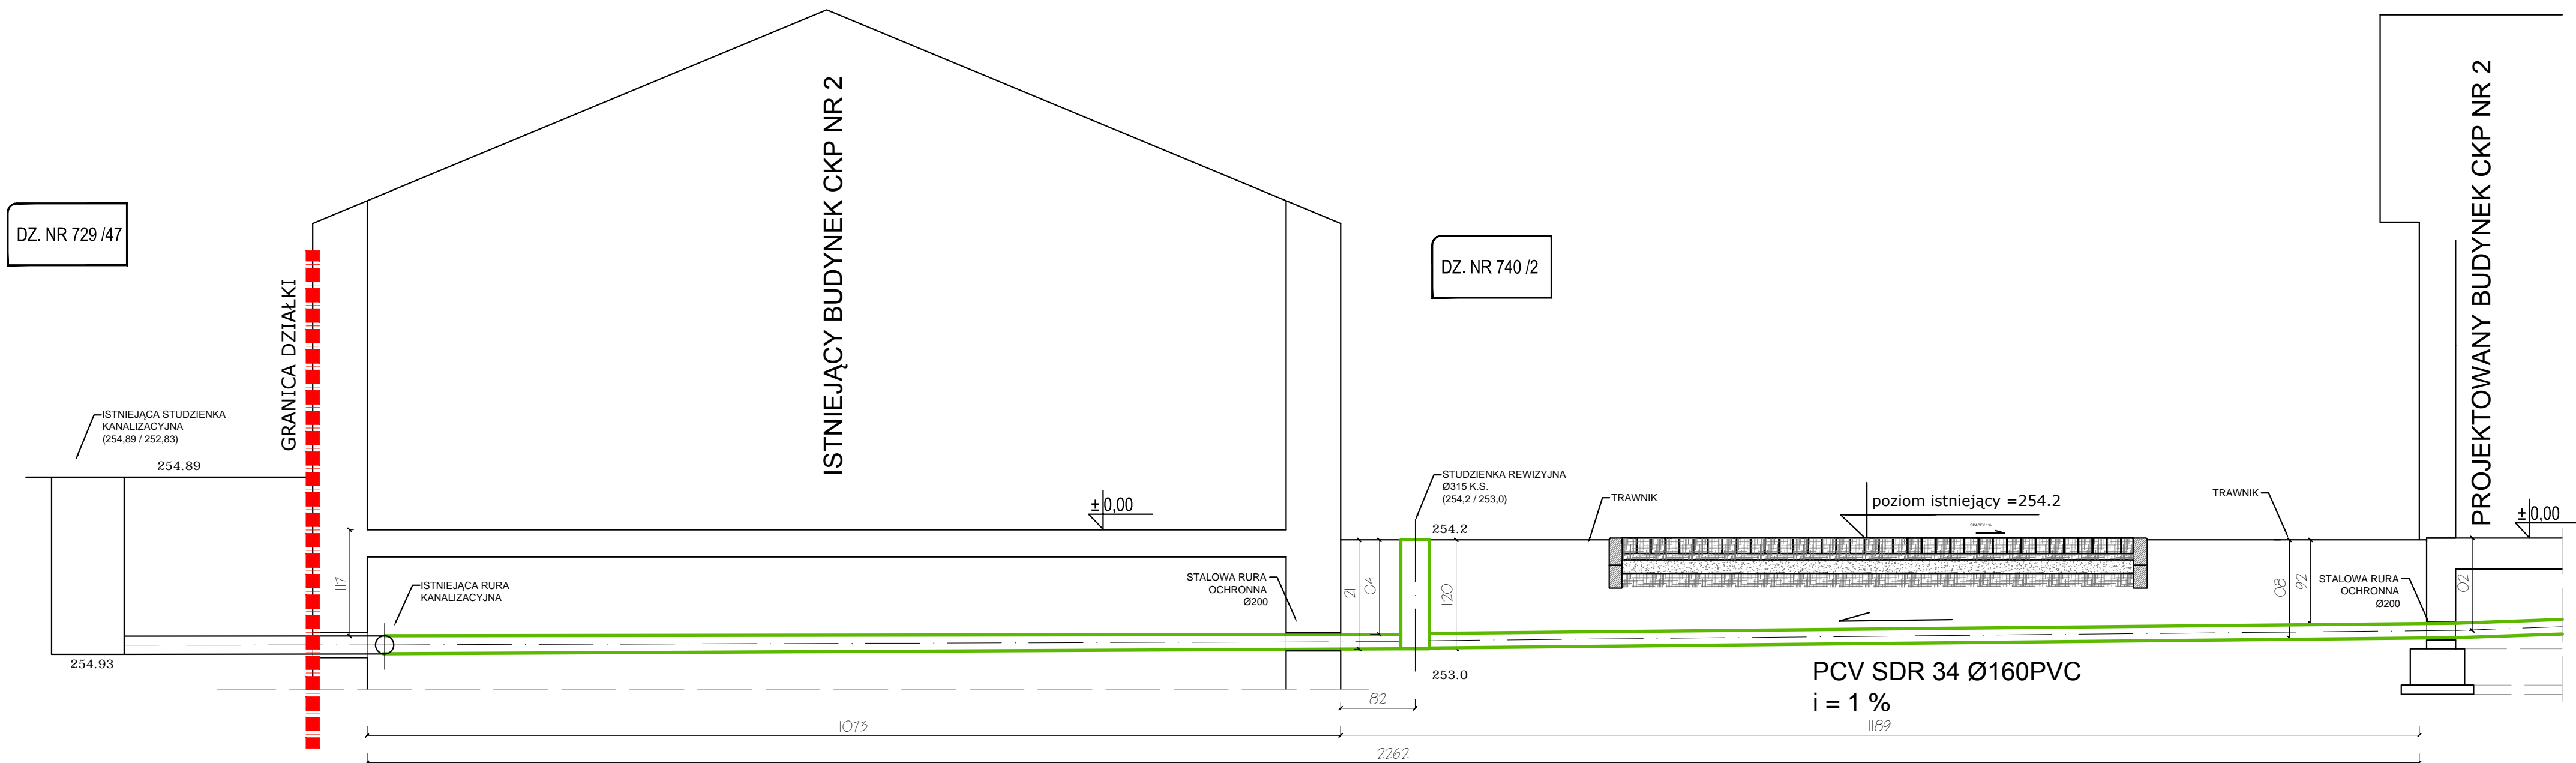 DZ. NR 729 /47
GRANICA DZIAŁKI
ISTNIEJĄCA STUDZIENKA
KANALIZACYJNA
(254,89 / 252,83)
254.89
254.93
ISTNIEJĄCY BUDYNEK CKP NR 2
±0,00
117
ISTNIEJĄCA RURA
KANALIZACYJNA
STALOWA RURA
OCHRONNA
Ø200
DZ. NR 740 /2
STUDZIENKA REWIZYJNA
Ø315 K.S.
(254,2 / 253,0)
254.2
121
104
120
253.0
82
TRAWNIK
poziom istniejący =254.2
SPADEK 1%
TRAWNIK
108
92
STALOWA RURA
OCHRONNA
Ø200
102
PROJEKTOWANY BUDYNEK CKP NR 2
±0,00
PCV SDR 34 Ø160PVC
i = 1 %
1073
1189
2262